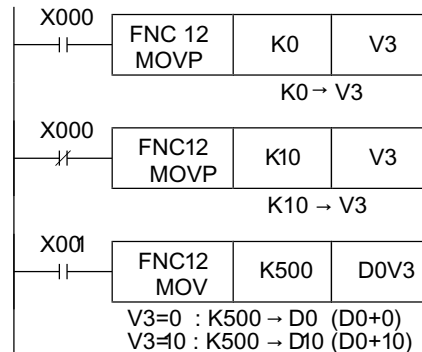 X000
FNC 12 MOVP K0 V3
K0→ V3
X000
FNC12 MOVP K10 V3
K10 → V3
X001
FNC12 MOV K500 D0V3
V3=0 : K500 → D0 (D0+0)
V3=10 : K500 → D10 (D0+10)